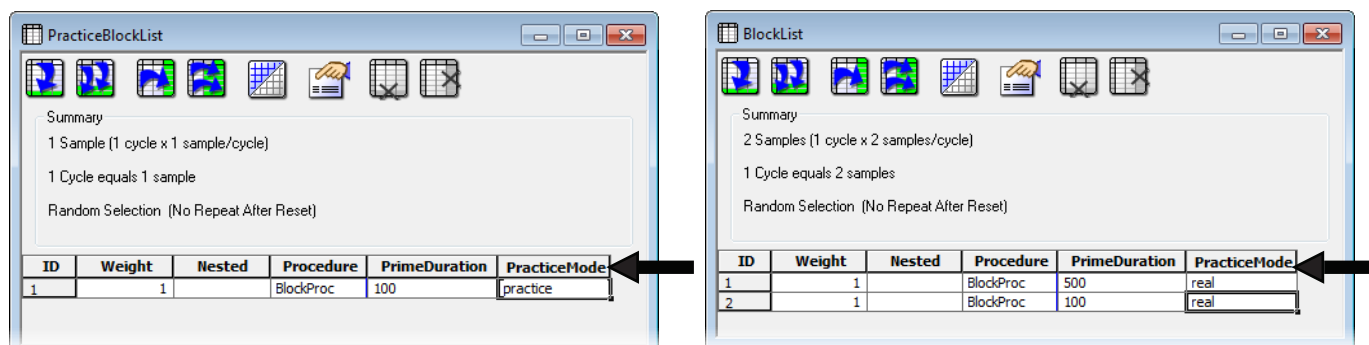 PracticeBlockList
Summary
1 Sample (1 cycle x 1 sample/cycle)
1 Cycle equals 1 sample
Random Selection (No Repeat After Reset)
ID Weight Nested Procedure PrimeDuration PracticeMode
1 1 BlockProc 100 practice
BlockList
Summary
2 Samples (1 cycle x 2 samples/cycle)
1 Cycle equals 2 samples
Random Selection (No Repeat After Reset)
ID Weight Nested Procedure PrimeDuration PracticeMode
1 1 BlockProc 500 real
2 1 BlockProc 100 real